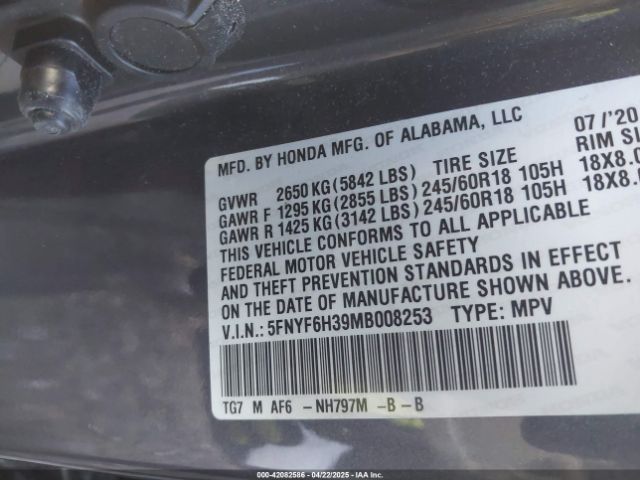 MFD. BY HONDA MFG. OF ALABAMA, LLC 07 /'20
GVWR 2650 KG (5842 LBS) TIRE SIZE
GAWR F 1295 KG (2855 LBS) 245/60R18 105H 18X8.
GAWR R 1425 KG (3142 LBS) 245/60R18 105H 18X8.
THIS VEHICLE CONFORMS TO ALL APPLICABLE
FEDERAL MOTOR VEHICLE SAFETY
AND THEFT PREVENTION STANDARDS IN EFFECT
ON THE DATE OF MANUFACTURE SHOWN ABOVE.
V.I.N.: 5FNYF6H39MB008253 TYPE: MPV
TG7 M AF6 -NH797M -B-B
000-42082586 - 04/22/2025 - IAA Inc.